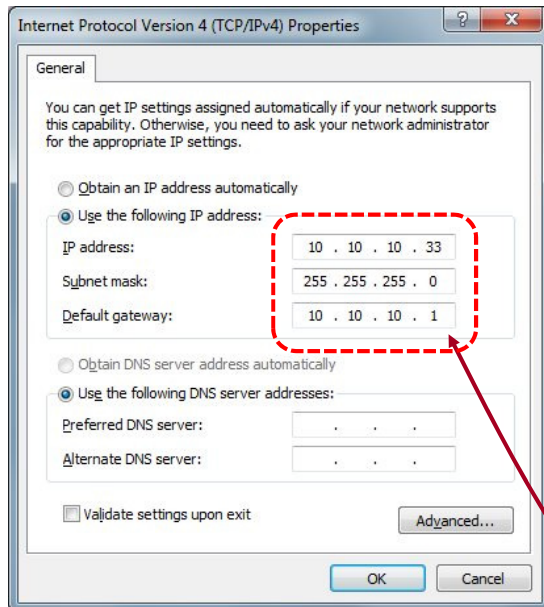 Internet Protocol Version 4 (TCP/IPv4) Properties
General
You can get IP settings assigned automatically if your network supports
this capability. Otherwise, you need to ask your network administrator
for the appropriate IP settings.
Obtain an IP address automatically
Use the following IP address:
IP address: 10 . 10 . 10 . 33
Subnet mask: 255 . 255 . 255 . 0
Default gateway: 10 . 10 . 10 . 1
Obtain DNS server address automatically
Use the following DNS server addresses:
Preferred DNS server: . . .
Alternate DNS server: . . .
Validate settings upon exit
Advanced...
OK Cancel